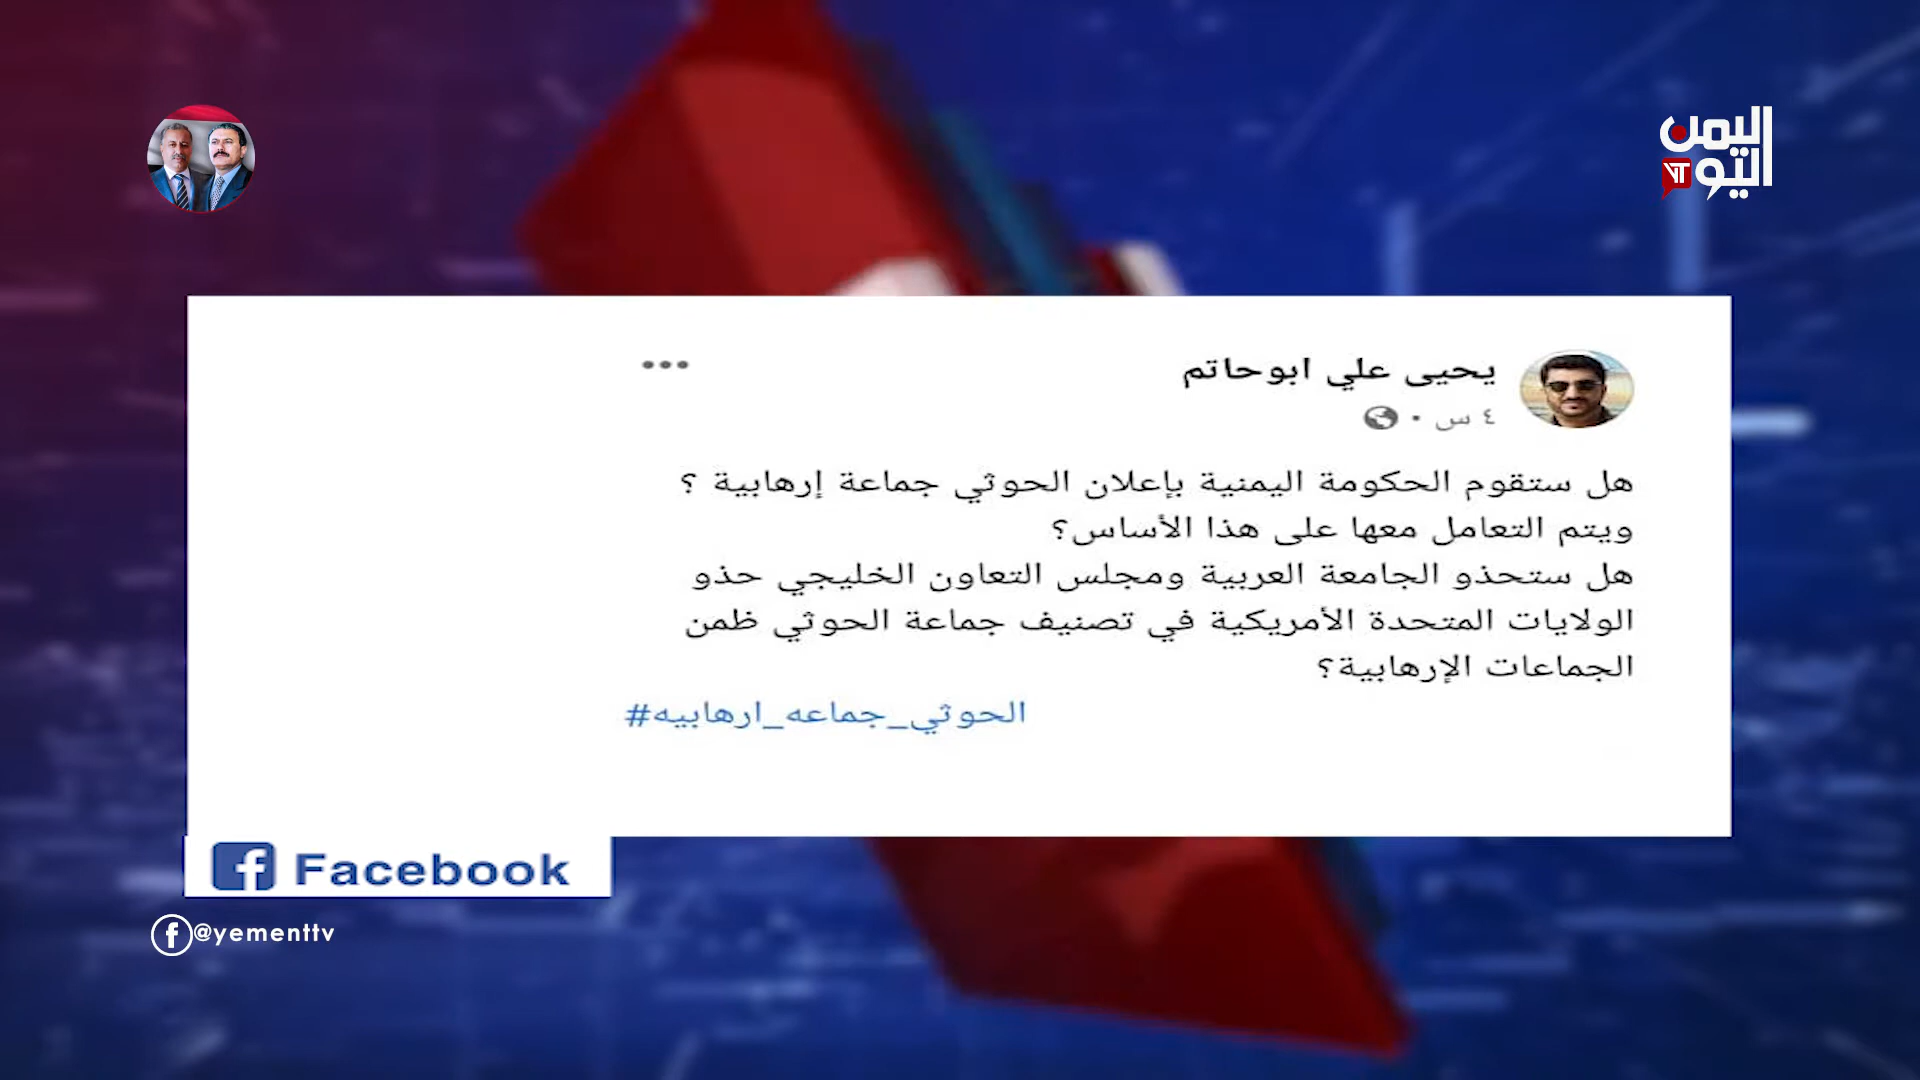 اليمن
اليوم
YT
يحيى علي ابوحاتم
٤ س
هل ستقوم الحكومة اليمنية بإعلان الحوثي جماعة إرهابية ؟
ويتم التعامل معها على هذا الأساس؟
هل ستحذو الجامعة العربية ومجلس التعاون الخليجي حذو
الولايات المتحدة الأمريكية في تصنيف جماعة الحوثي ظمن
الجماعات الإرهابية؟
#الحوثي_جماعه_ارهابيه
Facebook
@yementtv